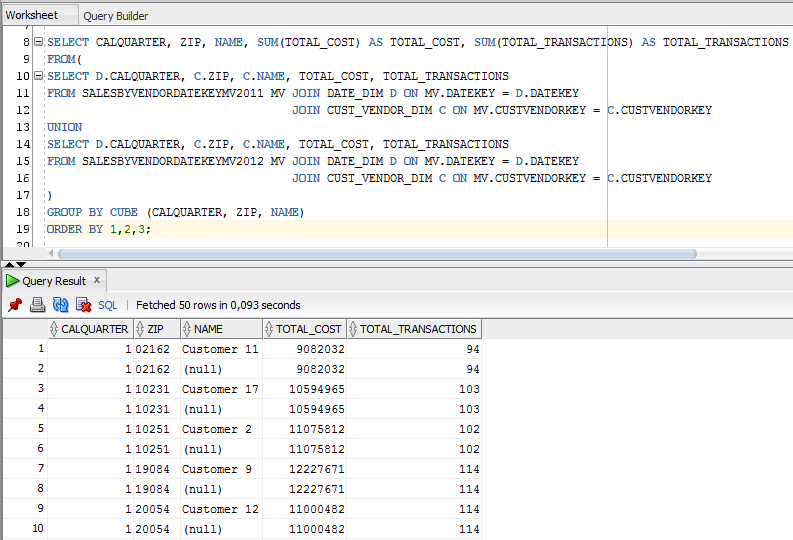 Worksheet Query Builder
8 SELECT CALQUARTER, ZIP, NAME, SUM(TOTAL_COST) AS TOTAL_COST, SUM(TOTAL_TRANSACTIONS) AS TOTAL_TRANSACTIONS
9 FROM(
10 SELECT D.CALQUARTER, C.ZIP, C.NAME, TOTAL_COST, TOTAL_TRANSACTIONS
11 FROM SALESBYVENDORDATEKEYMV2011 MV JOIN DATE_DIM D ON MV.DATEKEY = D.DATEKEY
12 JOIN CUST_VENDOR_DIM C ON MV.CUSTVENDORKEY = C.CUSTVENDORKEY
13 UNION
14 SELECT D.CALQUARTER, C.ZIP, C.NAME, TOTAL_COST, TOTAL_TRANSACTIONS
15 FROM SALESBYVENDORDATEKEYMV2012 MV JOIN DATE_DIM D ON MV.DATEKEY = D.DATEKEY
16 JOIN CUST_VENDOR_DIM C ON MV.CUSTVENDORKEY = C.CUSTVENDORKEY
17 )
18 GROUP BY CUBE (CALQUARTER, ZIP, NAME)
19 ORDER BY 1,2,3;
20
Query Result x
SQL | Fetched 50 rows in 0,093 seconds
CALQUARTER ZIP NAME TOTAL_COST TOTAL_TRANSACTIONS
1 1 02162 Customer 11 9082032 94
2 1 02162 (null) 9082032 94
3 1 10231 Customer 17 10594965 103
4 1 10231 (null) 10594965 103
5 1 10251 Customer 2 11075812 102
6 1 10251 (null) 11075812 102
7 1 19084 Customer 9 12227671 114
8 1 19084 (null) 12227671 114
9 1 20054 Customer 12 11000482 114
10 1 20054 (null) 11000482 114